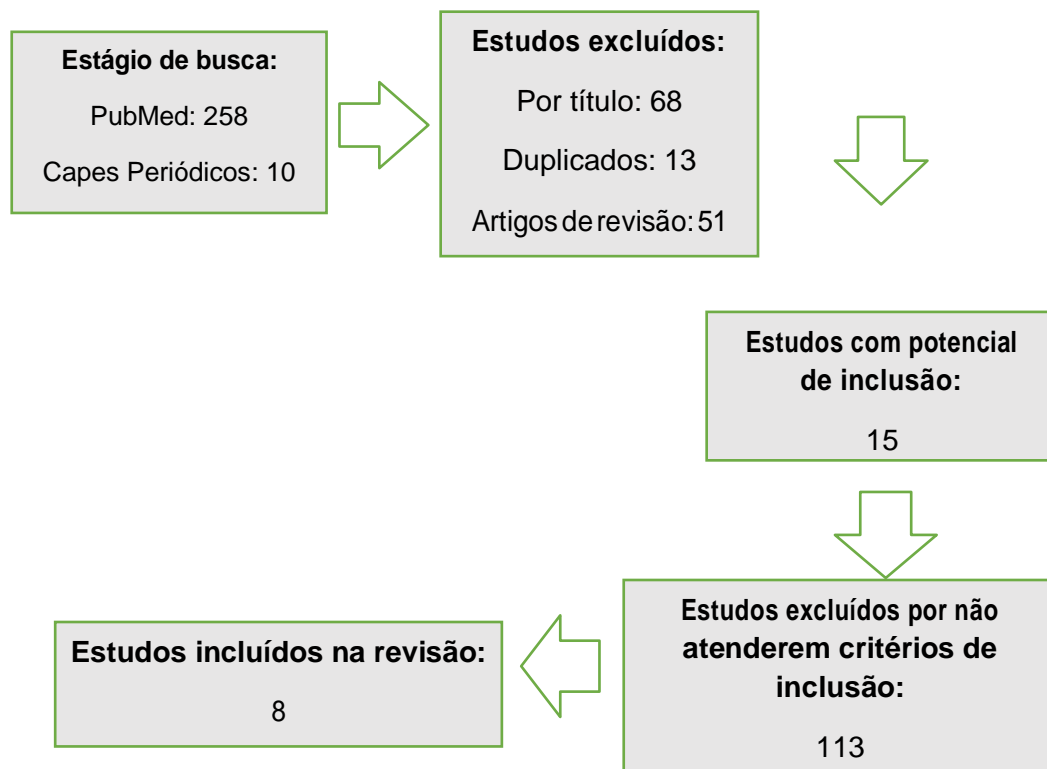 Estágio de busca:
PubMed: 258
Capes Periódicos: 10
Estudos excluídos:
Por título: 68
Duplicados: 13
Artigos de revisão: 51
Estudos com potencial
de inclusão:
15
Estudos excluídos por não
atenderem critérios de
inclusão:
113
Estudos incluídos na revisão:
8